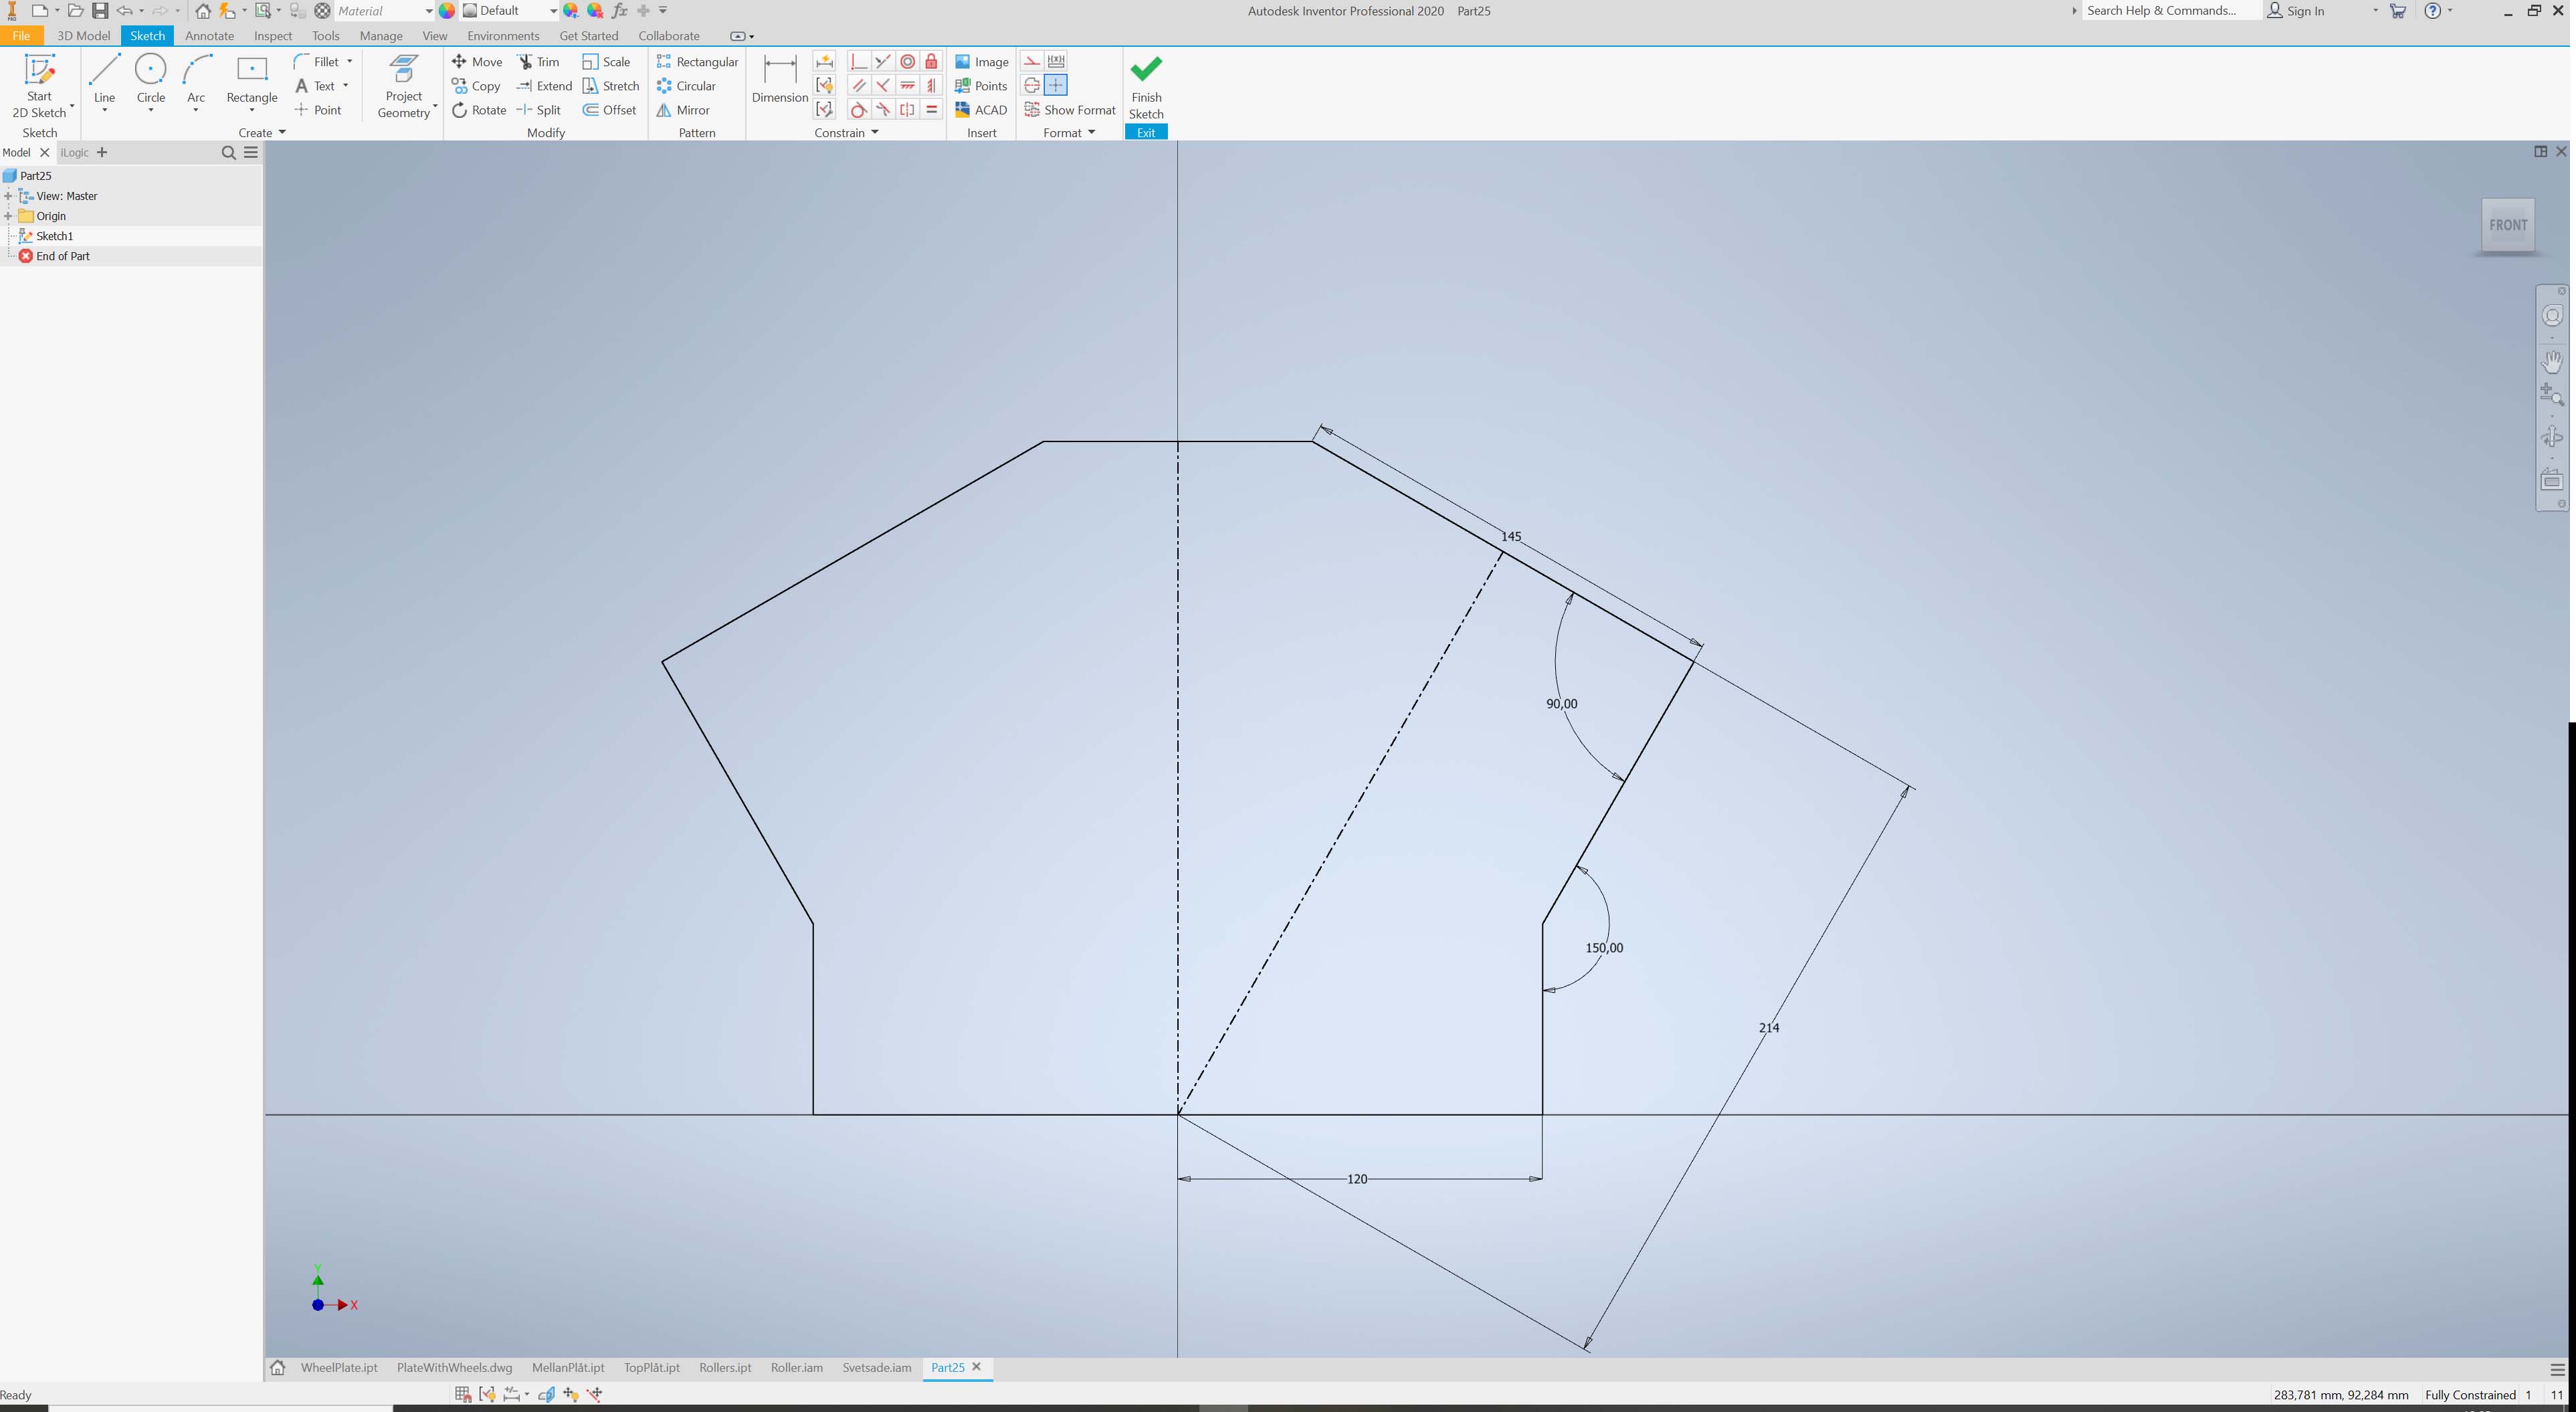 Material
Default
Autodesk Inventor Professional 2020 Part25
Search Help & Commands...
Sign In
File 3D Model Sketch Annotate Inspect Tools Manage View Environments Get Started Collaborate
Start
2D Sketch
Line
Circle
Arc
Rectangle
Fillet
Text
Point
Project
Geometry
Move
Trim
Scale
Copy
Extend
Stretch
Rotate
Split
Offset
Rectangular
Circular
Mirror
Dimension
Image
Points
ACAD
Show Format
Finish
Sketch
Sketch
Create
Modify
Pattern
Constrain
Insert
Format
Exit
Model
iLogic
Part25
View: Master
Origin
Sketch1
End of Part
FRONT
145
90,00
150,00
214
120
Y
X
WheelPlate.ipt PlateWithWheels.dwg MellanPlåt.ipt TopPlåt.ipt Rollers.ipt Roller.iam Svetsade.iam Part25
Ready
283,781 mm, 92,284 mm Fully Constrained 1 11